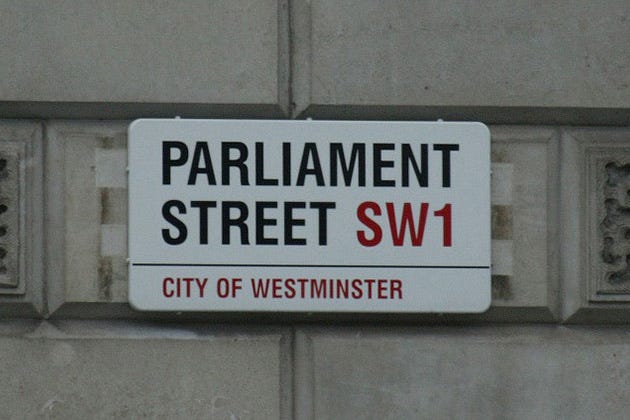 PARLIAMENT
STREET SW1
CITY OF WESTMINSTER